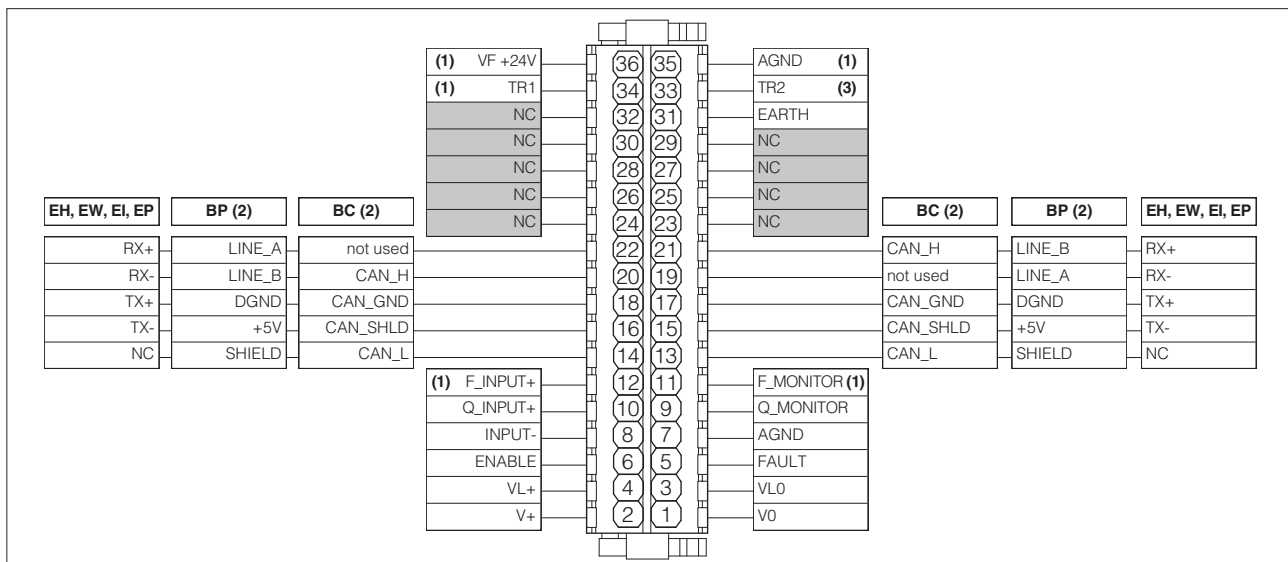 (1) VF +24V 36 35 AGND (1)
(1) TR1 34 33 TR2 (3)
NC 32 31 EARTH
NC 30 29 NC
NC 28 27 NC
NC 26 25 NC
NC 24 23 NC
EH, EW, EI, EP BP (2) BC (2) BC (2) BP (2) EH, EW, EI, EP
RX+ LINE_A not used 22 21 CAN_H LINE_B RX+
RX- LINE_B CAN_H 20 19 not used LINE_A RX-
TX+ DGND CAN_GND 18 17 CAN_GND DGND TX+
TX- +5V CAN_SHLD 16 15 CAN_SHLD +5V TX-
NC SHIELD CAN_L 14 13 CAN_L SHIELD NC
(1) F_INPUT+ 12 11 F_MONITOR (1)
Q_INPUT+ 10 9 Q_MONITOR
INPUT- 8 7 AGND
ENABLE 6 5 FAULT
VL+ 4 3 VL0
V+ 2 1 V0